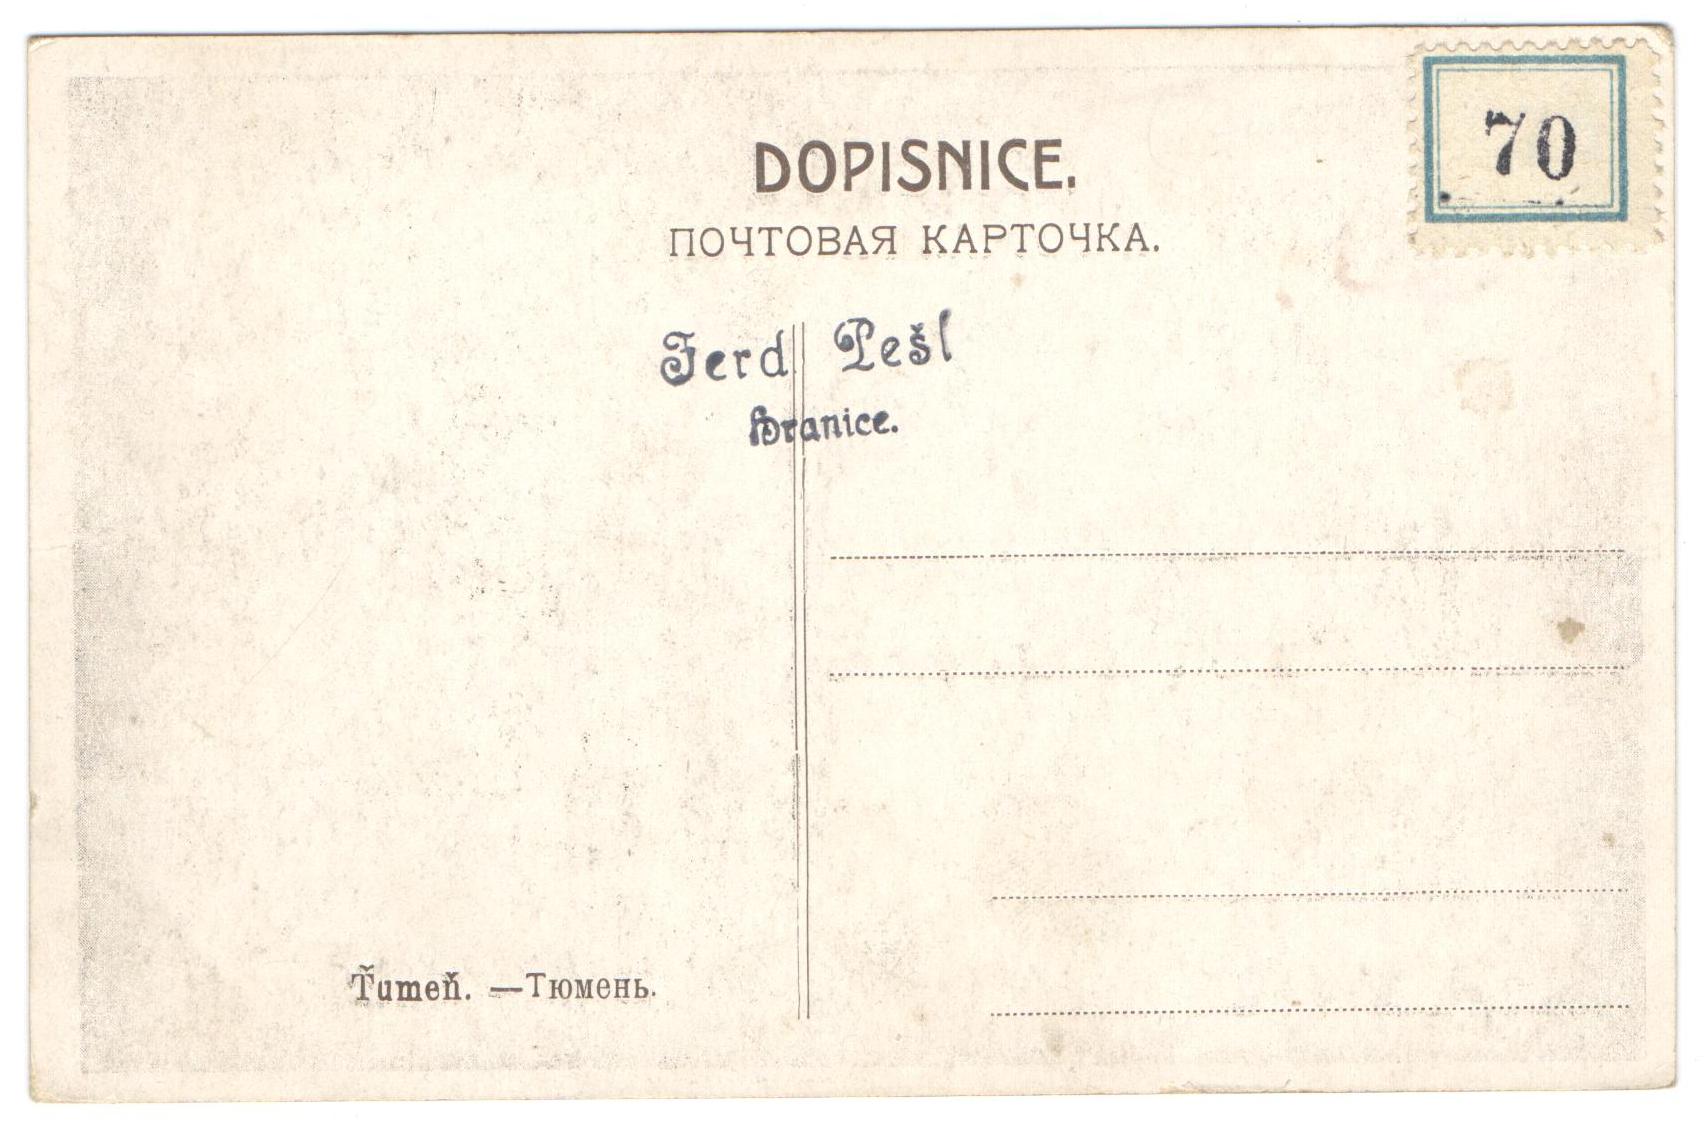 70
DOPISNICE.
ПОЧТОВАЯ КАРТОЧКА.
Ferd Pešl
Hranice.
Ťumeň. —Тюмень.